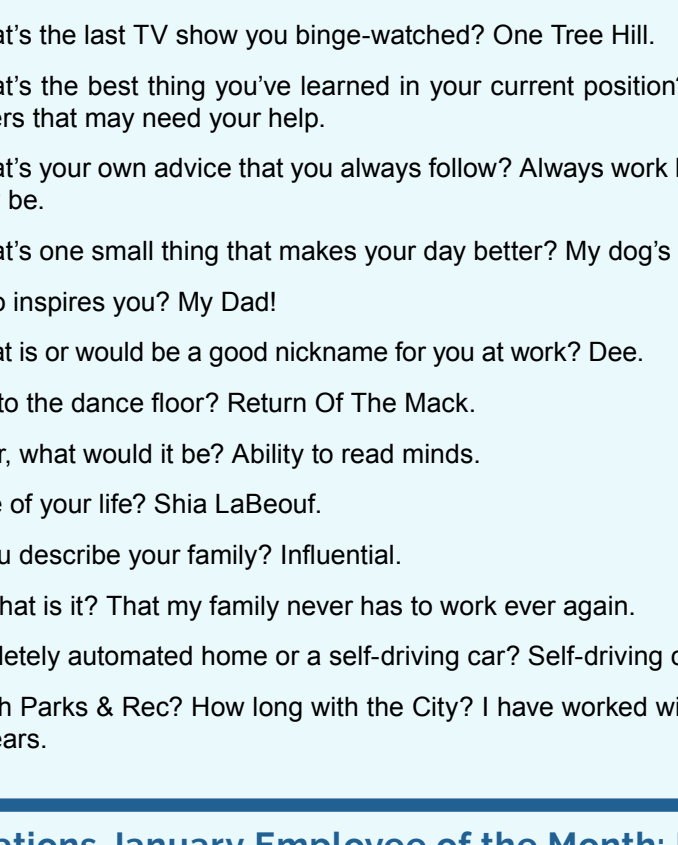 at's the last TV show you binge-watched? One Tree Hill.
at's the best thing you've learned in your current position?
ers that may need your help.
at's your own advice that you always follow? Always work
be.
at's one small thing that makes your day better? My dog's
o inspires you? My Dad!
at is or would be a good nickname for you at work? Dee.
to the dance floor? Return Of The Mack.
r, what would it be? Ability to read minds.
e of your life? Shia LaBeouf.
u describe your family? Influential.
hat is it? That my family never has to work ever again.
letely automated home or a self-driving car? Self-driving
h Parks & Rec? How long with the City? I have worked wi
ears.
ations January Employee of the Month: